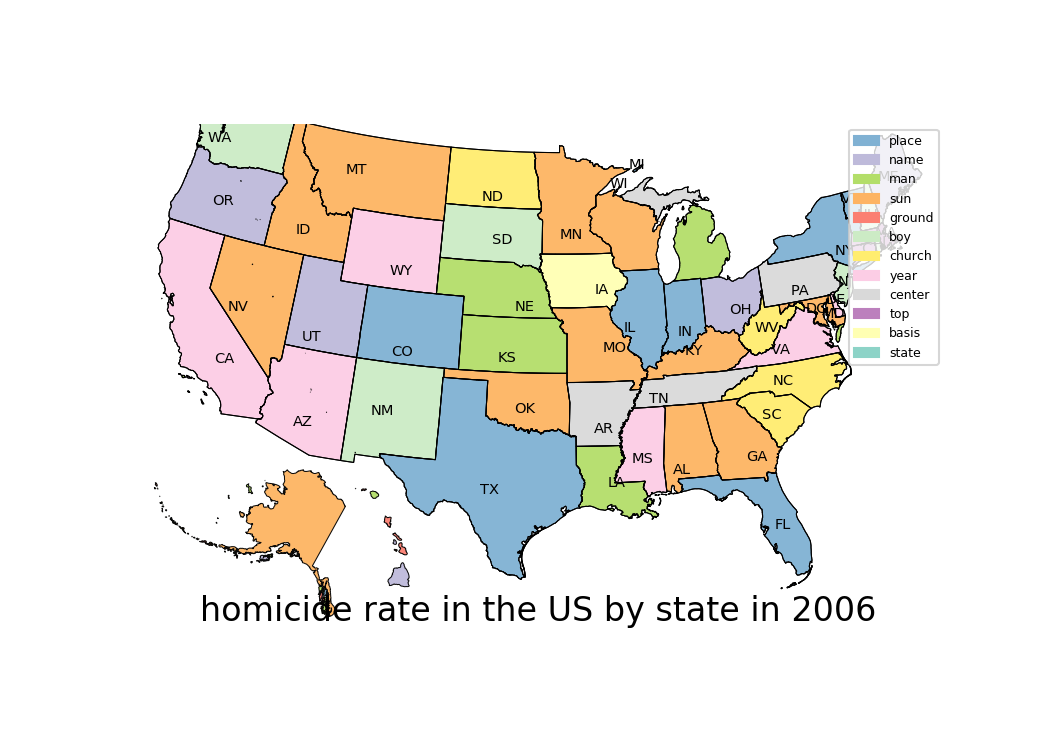 WA
MT
ND
MN
WI
MI
OR
ID
SD
WY
NE
IA
NV
UT
CO
KS
MO
IL
IN
OH
PA
WV
KY
VA
CA
AZ
NM
OK
AR
TN
NC
SC
MS
AL
GA
LA
TX
FL
NY
DE
DC
MD
place
name
man
sun
ground
boy
church
year
center
top
basis
state
homicide rate in the US by state in 2006